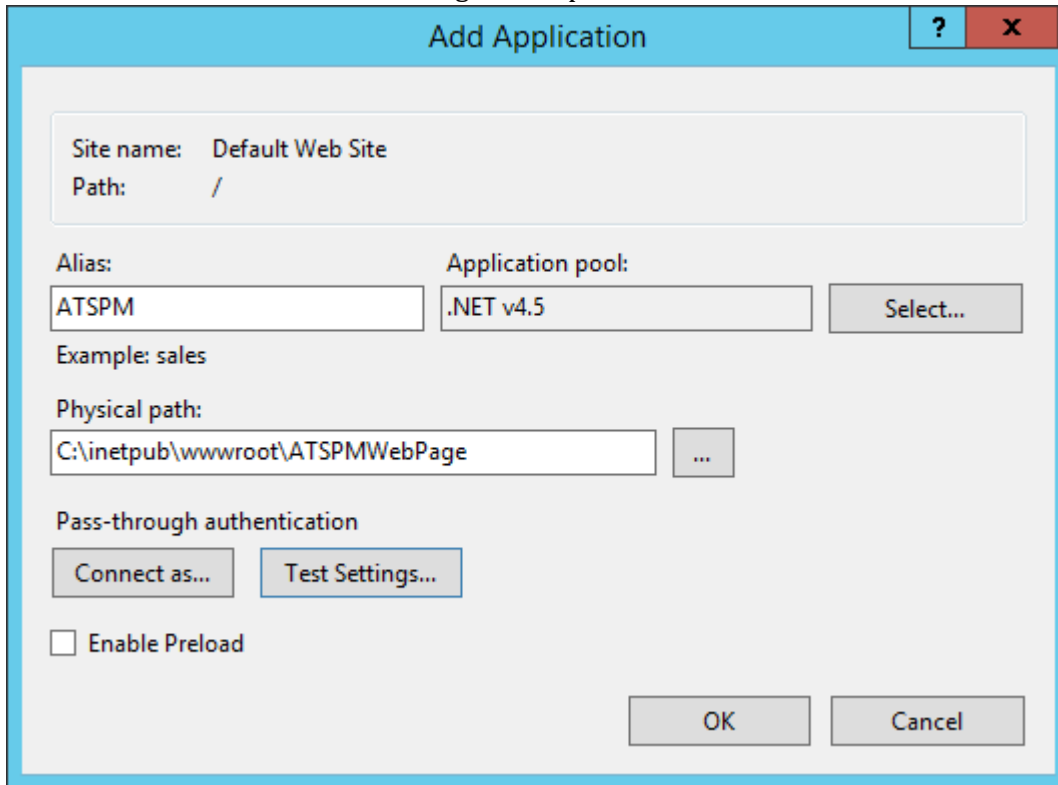 Add Application
?
x
Site name: Default Web Site
Path: /
Alias:
Application pool:
ATSPM
.NET v4.5
Select...
Example: sales
Physical path:
C:\inetpub\wwwroot\ATSPMWebPage
...
Pass-through authentication
Connect as...
Test Settings...
Enable Preload
OK
Cancel